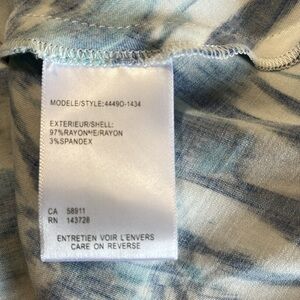 MODELE/STYLE:4449O-1434
EXTERIEUR/SHELL:
97%RAYONNE/RAYON
3%SPANDEX
CA 58911
RN 143728
ENTRETIEN VOIR L'ENVERS
CARE ON REVERSE